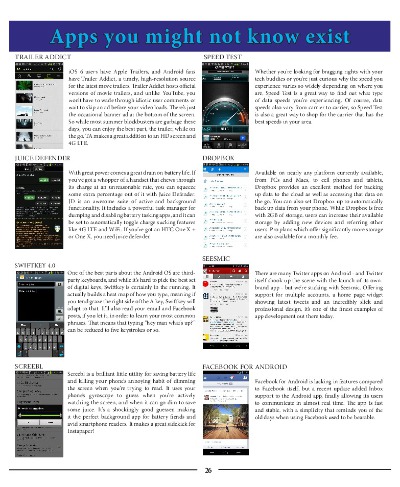 Apps you might not know exist
TRAILER ADDICT
iOS 6 users have Apple Trailers, and Android fans
have Trailer Addict, a timely, high-resolution source
for the latest movie trailers. Trailer Addict hosts official
versions of movie trailers, and unlike YouTube, you
won't have to wade through idiotic user comments or
wait to skip an ad before your video loads. There's just
the occasional banner ad at the bottom of the screen.
So while most summer blockbusters are garbage these
days, you can enjoy the best part, the trailer, while on
the go. TA makes a great addition to an HD screen and
4G LTE.
SPEED TEST
Whether you're looking for bragging rights with your
tech buddies or you're just curious why the speed you
experience varies so widely depending on where you
are, Speed Test is a great way to find out what type
of data speeds you're experiencing. Of course, data
speeds also vary from carrier to carrier, so Speed Test
is also a great way to shop for the carrier that has the
best speeds in your area.
JUICE DEFENDER
With great power comes a great drain on battery life. If
you've got a whopper of a handset that chews through
its charge at an unreasonable rate, you can squeeze
some extra percentage out of it with Juice Defender.
JD is an awesome suite of active and background
functionality. It includes a powerful task manager for
dumping and disabling battery tasking apps, and it can
be set to automatically toggle charge sucking features
like 4G LTE and WiFi. If you've got an HTC One X +
or One X, you need juice defender.
DROPBOX
Available on nearly any platform currently available,
from PCs and Macs, to cell phones and tablets,
Dropbox provides an excellent method for backing
up data to the cloud as well as accessing that data on
the go. You can also set Dropbox up to automatically
back up data from your phone. While Dropbox is free
with 2GB of storage, users can increase their available
storage by adding new devices and referring other
users. Pro plans which offer significantly more storage
are also available for a monthly fee.
SWIFTKEY 4.0
One of the best parts about the Android OS are third-
party keyboards, and while it's hard to pick the best set
of digital keys, Swiftkey is certainly in the running. It
actually builds a heat map of how you type, meaning if
you tend graze the right side of the A key, Swiftkey will
adapt to that. It'll also read your email and Facebook
posts, if you let it, in order to learn your most common
phrases. That means that typing "hey man what's up?"
can be reduced to five keystrokes or so.
SEESMIC
There are many Twitter apps on Android - and Twitter
itself shook up the scene with the launch of its own-
brand app - but we're sticking with Seesmic. Offering
support for multiple accounts, a home page widget
showing latest tweets and an incredibly slick and
professional design, it's one of the finest examples of
app development out there today.
SCREEBL
Screebl is a brilliant little utility for saving battery life
and killing your phone's annoying habit of dimming
the screen when you're trying to read. It uses your
phone's gyroscope to guess when you're actively
watching the screen, and when it can go dim to save
some juice. It's a shockingly good guesser, making
it the perfect background app for battery fiends and
avid smartphone readers. It makes a great sidekick for
Instapaper!
FACEBOOK FOR ANDROID
Facebook for Android is lacking in features compared
to Facebook itself, but a recent update added Inbox
support to the Android app, finally allowing its users
to communicate in almost real time. The app is fast
and stable, with a simplicity that reminds you of the
old days when using Facebook used to be bearable.
26